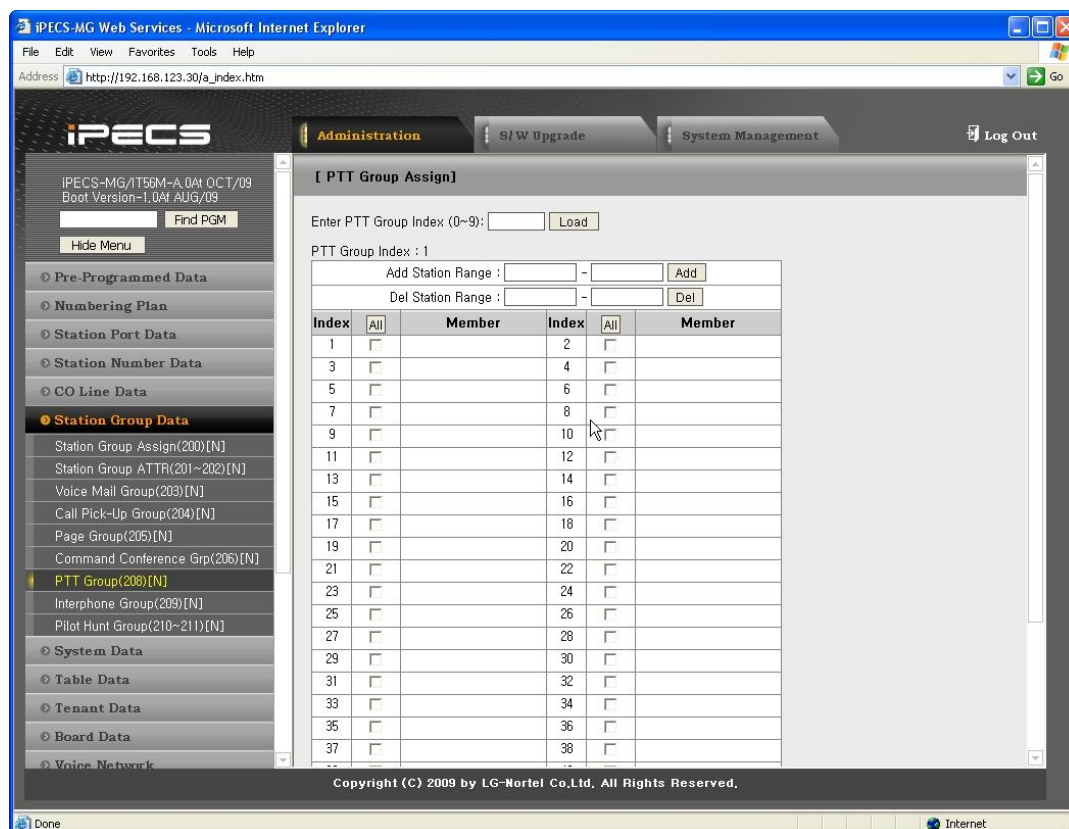 iPECS-MG Web Services - Microsoft Internet Explorer
File Edit View Favorites Tools Help
Address http://192.168.123.30/a_index.htm Go
iPECS
Administration S/W Upgrade System Management Log Out
iPECS-MG/IT56M-A.0At OCT/09
Boot Version-1.0Af AUG/09
Find PGM
Hide Menu
Pre-Programmed Data
Numbering Plan
Station Port Data
Station Number Data
CO Line Data
Station Group Data
Station Group Assign(200)[N]
Station Group ATTR(201~202)[N]
Voice Mail Group(203)[N]
Call Pick-Up Group(204)[N]
Page Group(205)[N]
Command Conference Grp(206)[N]
PTT Group(208)[N]
Interphone Group(209)[N]
Pilot Hunt Group(210~211)[N]
System Data
Table Data
Tenant Data
Board Data
Voice Network
[ PTT Group Assign]
Enter PTT Group Index (0~9): Load
PTT Group Index : 1
Add Station Range : - Add
Del Station Range : - Del
Index All Member Index All Member
1 2
3 4
5 6
7 8
9 10
11 12
13 14
15 16
17 18
19 20
21 22
23 24
25 26
27 28
29 30
31 32
33 34
35 36
37 38
Copyright (C) 2009 by LG-Nortel Co,Ltd. All Rights Reserved.
Done Internet